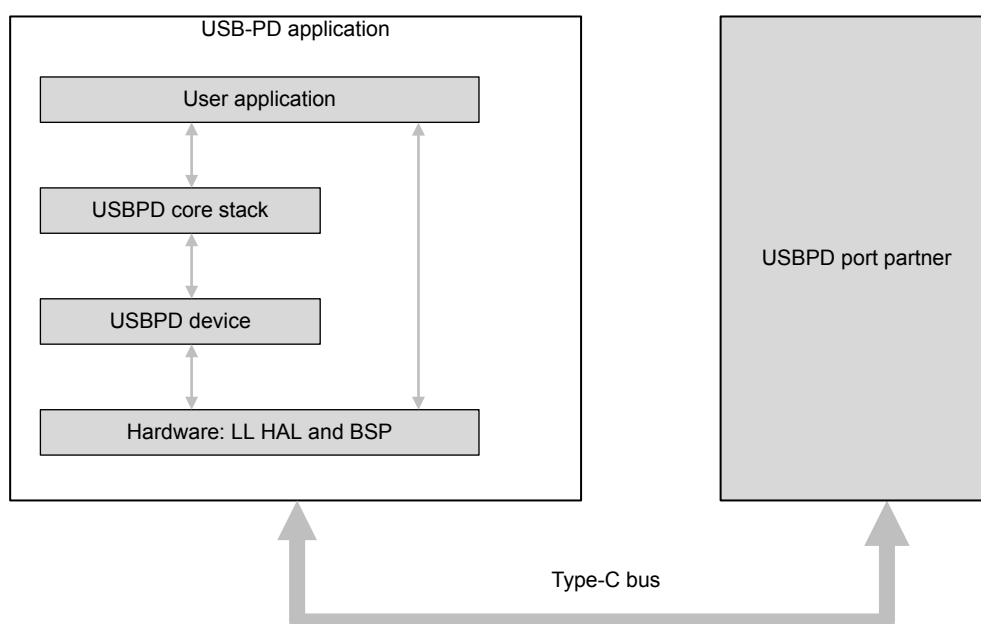 USB-PD application
User application
USBPD core stack
USBPD device
Hardware: LL HAL and BSP
USBPD port partner
Type-C bus